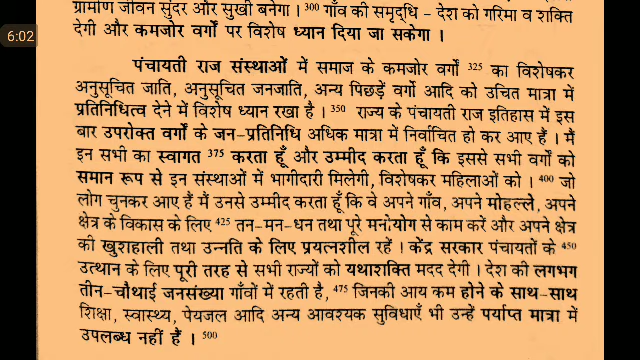 ग्रामीण जीवन सुंदर और सुखी बनेगा । 300 गाँव की समृद्धि – देश को गरिमा व शक्ति
देगी और कमजोर वर्गों पर विशेष ध्यान दिया जा सकेगा ।
6:02
पंचायती राज संस्थाओं में समाज के कमजोर वर्गों 325 का विशेषकर
अनुसूचित जाति, अनुसूचित जनजाति, अन्य पिछड़े वर्गो आदि को उचित मात्रा में
प्रतिनिधित्व देने में विशेष ध्यान रखा है । 350 राज्य के पंचायती राज इतिहास में इस
बार उपरोक्त वर्गों के जन–प्रतिनिधि अधिक मात्रा में निर्वाचित हो कर आए हैं । मैं
इन सभी का स्वागत 375 करता हूँ और उम्मीद करता हूँ कि इससे सभी वर्गों को
समान रूप से इन संस्थाओं में भागीदारी मिलेगी, विशेषकर महिलाओं को । 400 जो
लोग चुनकर आए हैं मैं उनसे उम्मीद करता हूँ कि वे अपने गाँव, अपने मोहल्ले, अपने
क्षेत्र के विकास के लिए 425 तन–मन–धन तथा पूरे मनोयोग से काम करें और अपने क्षेत्र
की खुशहाली तथा उन्नति के लिए प्रयत्नशील रहें । केंद्र सरकार पंचायतों के 450
उत्थान के लिए पूरी तरह से सभी राज्यों को यथाशक्ति मदद देगी । देश की लगभग
तीन–चौथाई जनसंख्या गाँवों में रहती है, 475 जिनकी आय कम होने के साथ–साथ
शिक्षा, स्वास्थ्य, पेयजल आदि अन्य आवश्यक सुविधाएँ भी उन्हें पर्याप्त मात्रा में
उपलब्ध नहीं हैं । 500